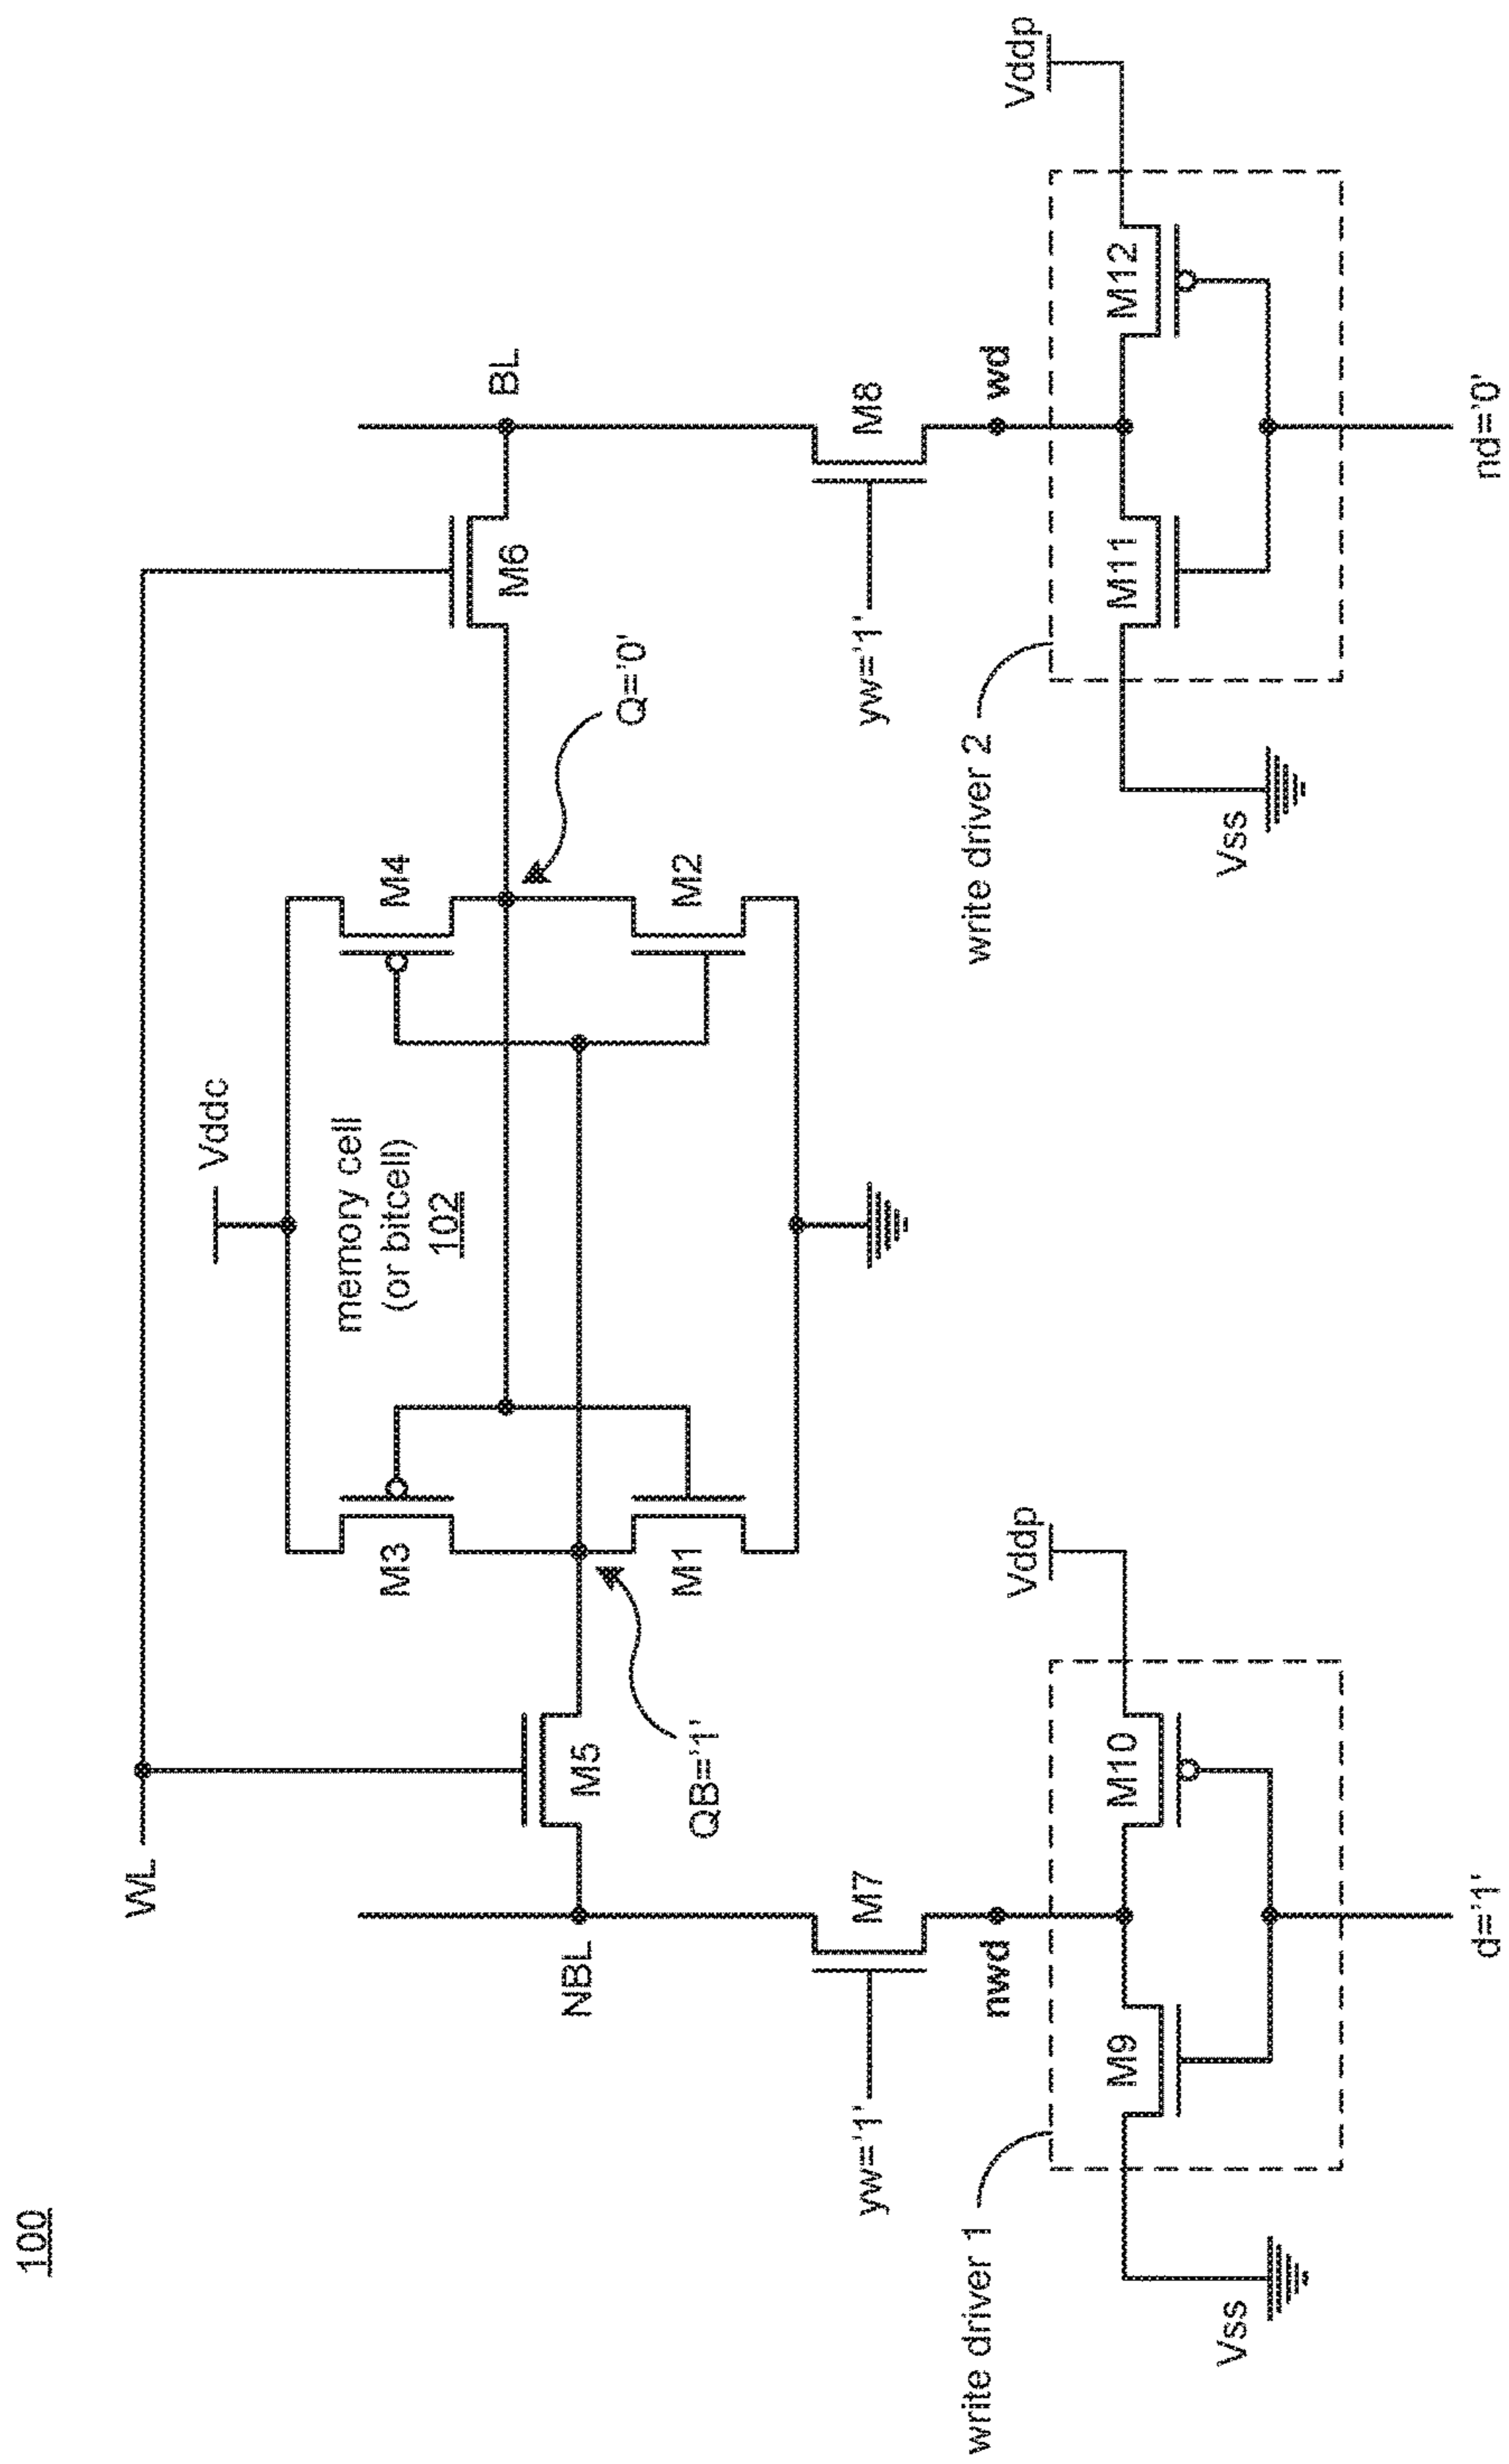 100
WL
Vddc
memory cell
(or bitcell)
102
M3
M4
M5
M6
NBL
BL
QB='1'
Q='0'
M1
M2
yw='1'
M7
yw='1'
M8
nwd
wd
write driver 1
Vddp
write driver 2
Vddp
M9
M10
M11
M12
Vss
Vss
d='1'
nd='0'